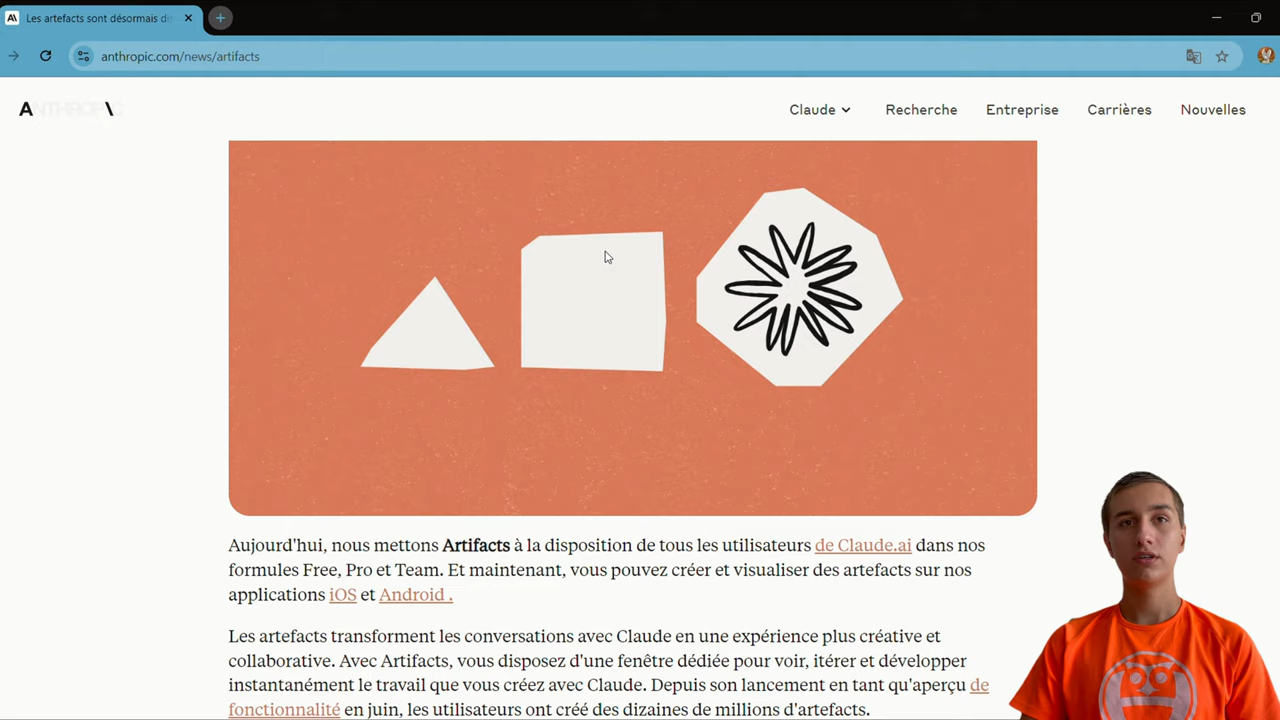 Les artefacts sont désormais d
anthropic.com/news/artifacts
ANTHROP\C
Claude
Recherche
Entreprise
Carrières
Nouvelles
Aujourd'hui, nous mettons Artifacts à la disposition de tous les utilisateurs de Claude.ai dans nos
formules Free, Pro et Team. Et maintenant, vous pouvez créer et visualiser des artefacts sur nos
applications iOS et Android .
Les artefacts transforment les conversations avec Claude en une expérience plus créative et
collaborative. Avec Artifacts, vous disposez d'une fenêtre dédiée pour voir, itérer et développer
instantanément le travail que vous créez avec Claude. Depuis son lancement en tant qu'aperçu de
fonctionnalité en juin, les utilisateurs ont créé des dizaines de millions d'artefacts.